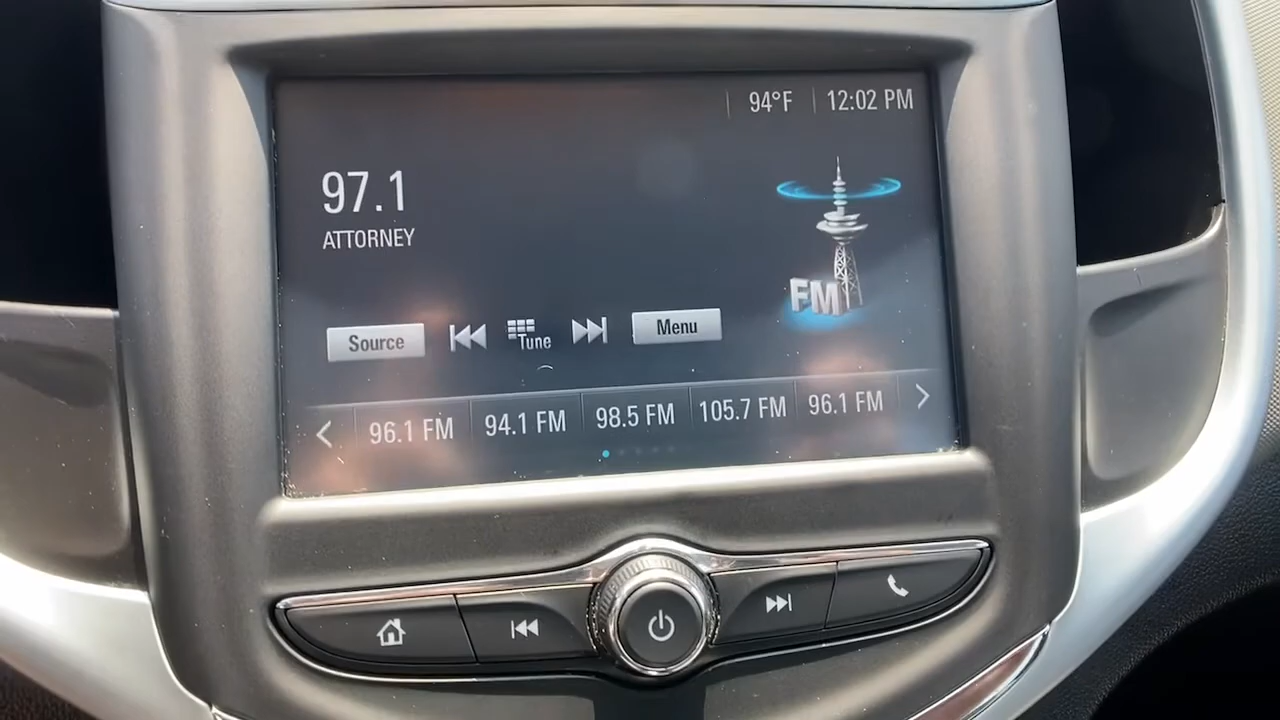 94°F 12:02 PM
97.1
ATTORNEY
FM
Source Tune Menu
96.1 FM 94.1 FM 98.5 FM 105.7 FM 96.1 FM